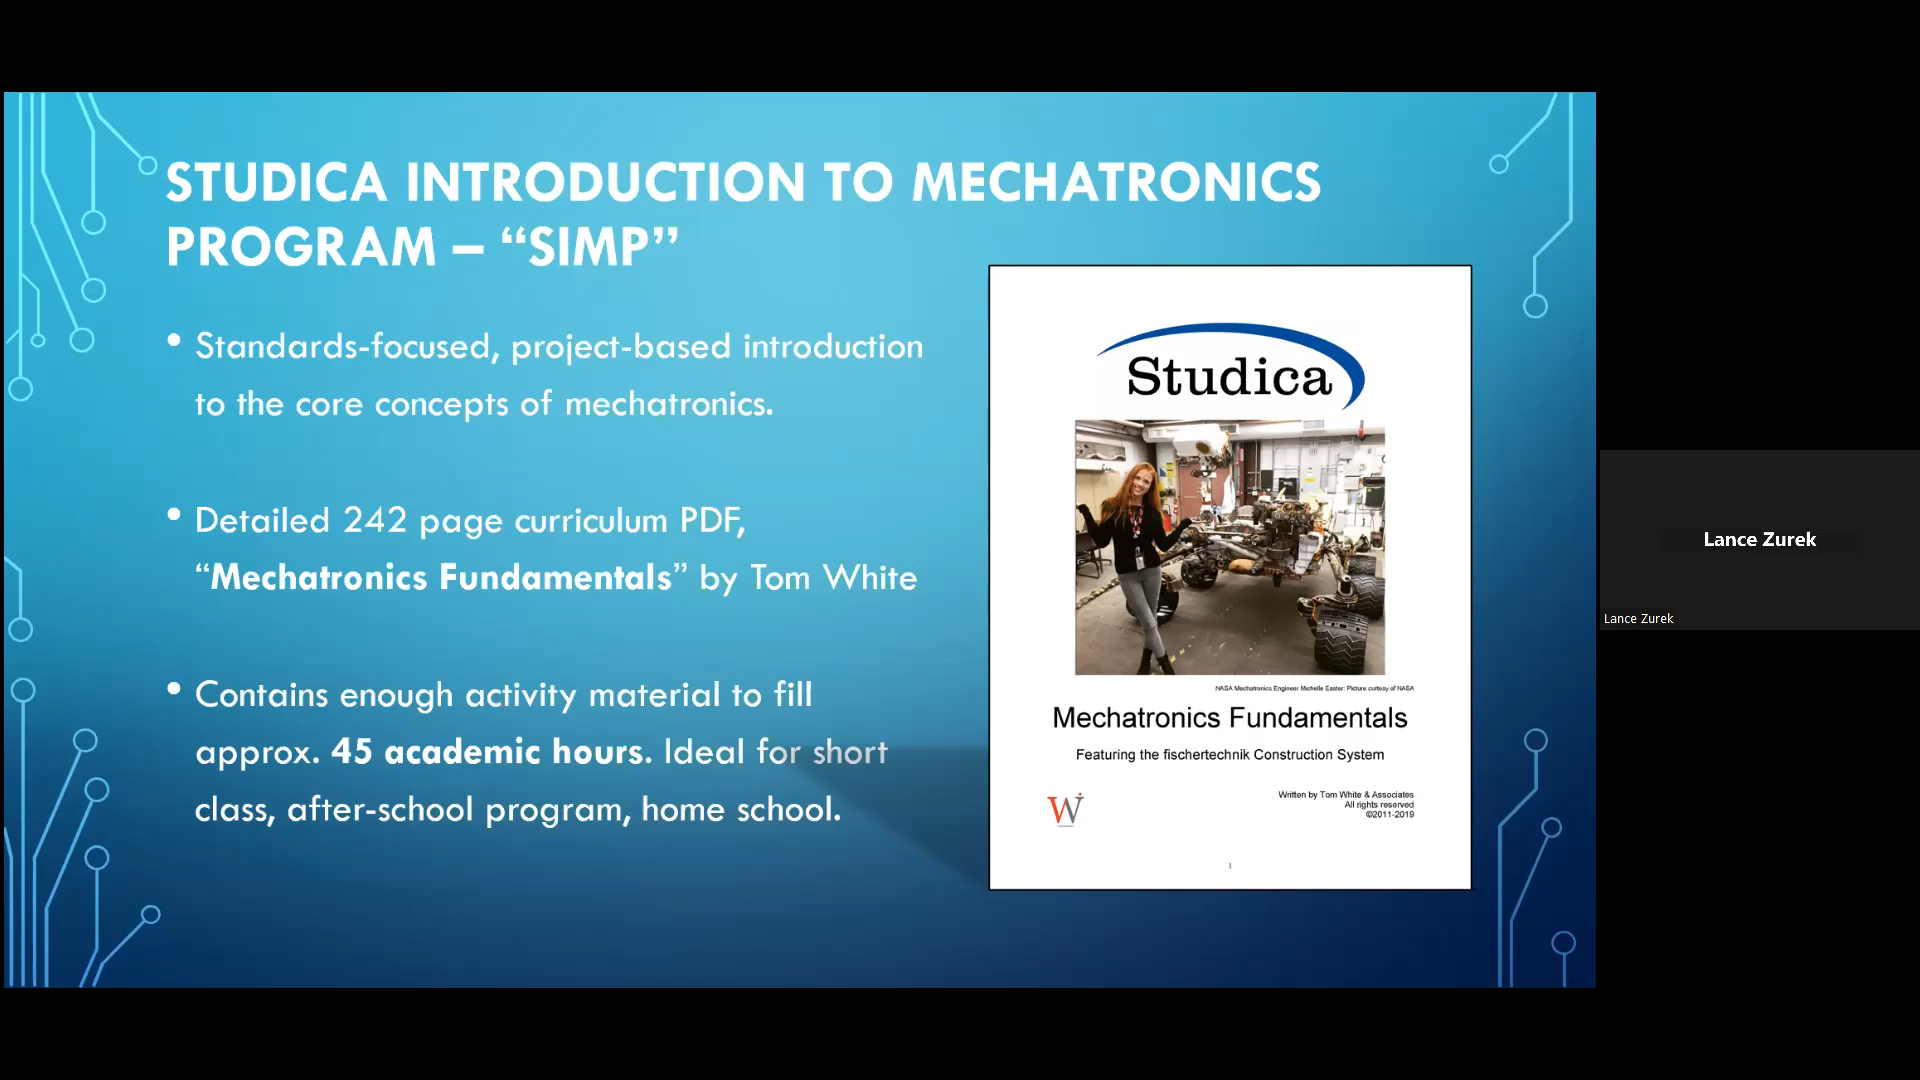 STUDICA INTRODUCTION TO MECHATRONICS
PROGRAM – “SIMP”
• Standards-focused, project-based introduction
to the core concepts of mechatronics.
• Detailed 242 page curriculum PDF,
“Mechatronics Fundamentals” by Tom White
• Contains enough activity material to fill
approx. 45 academic hours. Ideal for short
class, after-school program, home school.
Studica
NASA Mechatronics Engineer Michelle Easter: Picture curtesy of NASA
Mechatronics Fundamentals
Featuring the fischertechnik Construction System
W
Written by Tom White & Associates
All rights reserved
©2011-2019
1
Lance Zurek
Lance Zurek